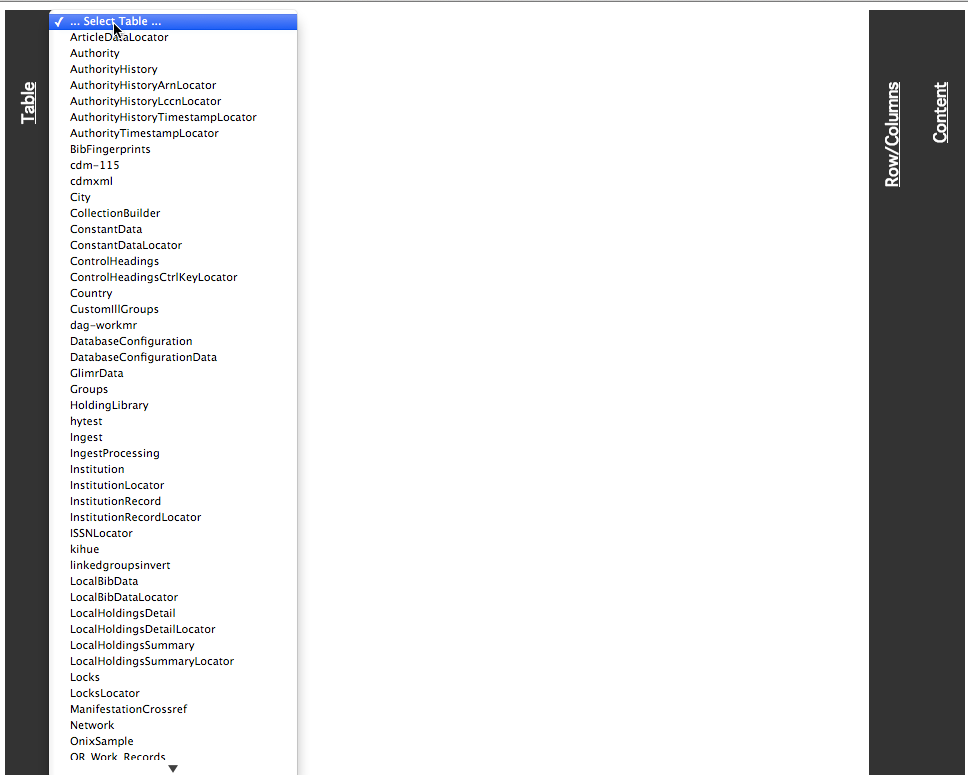 Table
✓ ... Select Table ...
ArticleDataLocator
Authority
AuthorityHistory
AuthorityHistoryArnLocator
AuthorityHistoryLccnLocator
AuthorityHistoryTimestampLocator
AuthorityTimestampLocator
BibFingerprints
cdm-115
cdmxml
City
CollectionBuilder
ConstantData
ConstantDataLocator
ControlHeadings
ControlHeadingsCtrlKeyLocator
Country
CustomIllGroups
dag-workmr
DatabaseConfiguration
DatabaseConfigurationData
GlimrData
Groups
HoldingLibrary
hytest
Ingest
IngestProcessing
Institution
InstitutionLocator
InstitutionRecord
InstitutionRecordLocator
ISSNLocator
kihue
linkedgroupsinvert
LocalBibData
LocalBibDataLocator
LocalHoldingsDetail
LocalHoldingsDetailLocator
LocalHoldingsSummary
LocalHoldingsSummaryLocator
Locks
LocksLocator
ManifestationCrossref
Network
OnixSample
OR_Work_Records
Row/Columns
Content